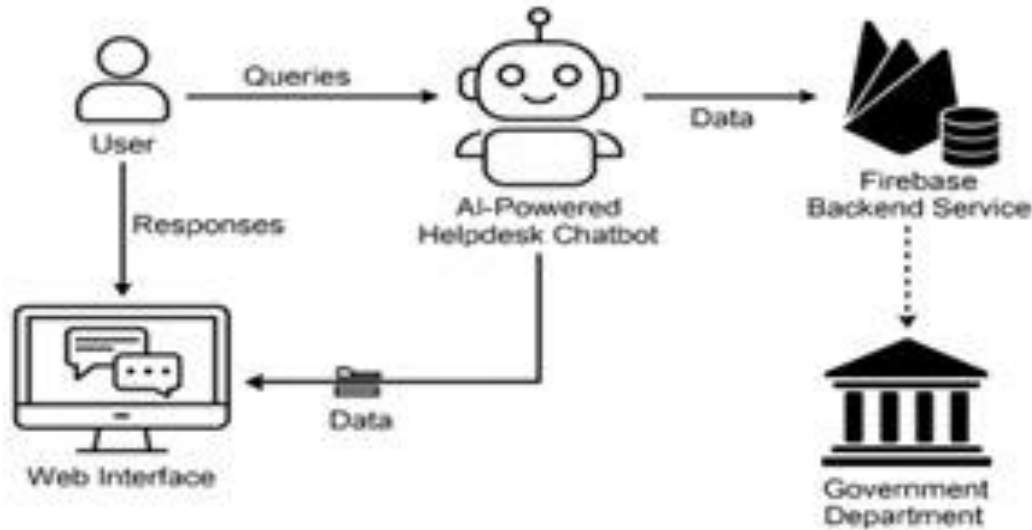 Queries
User
Data
Firebase
Backend Service
AI-Powered
Helpdesk Chatbot
Responses
Data
Web Interface
Government
Department